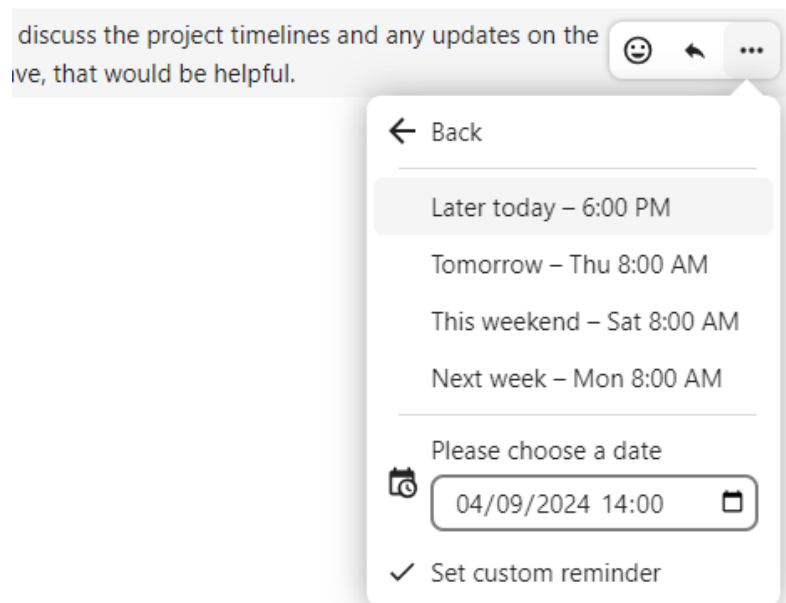 discuss the project timelines and any updates on the
that would be helpful.
Back
Later today – 6:00 PM
Tomorrow – Thu 8:00 AM
This weekend – Sat 8:00 AM
Next week – Mon 8:00 AM
Please choose a date
04/09/2024 14:00
Set custom reminder